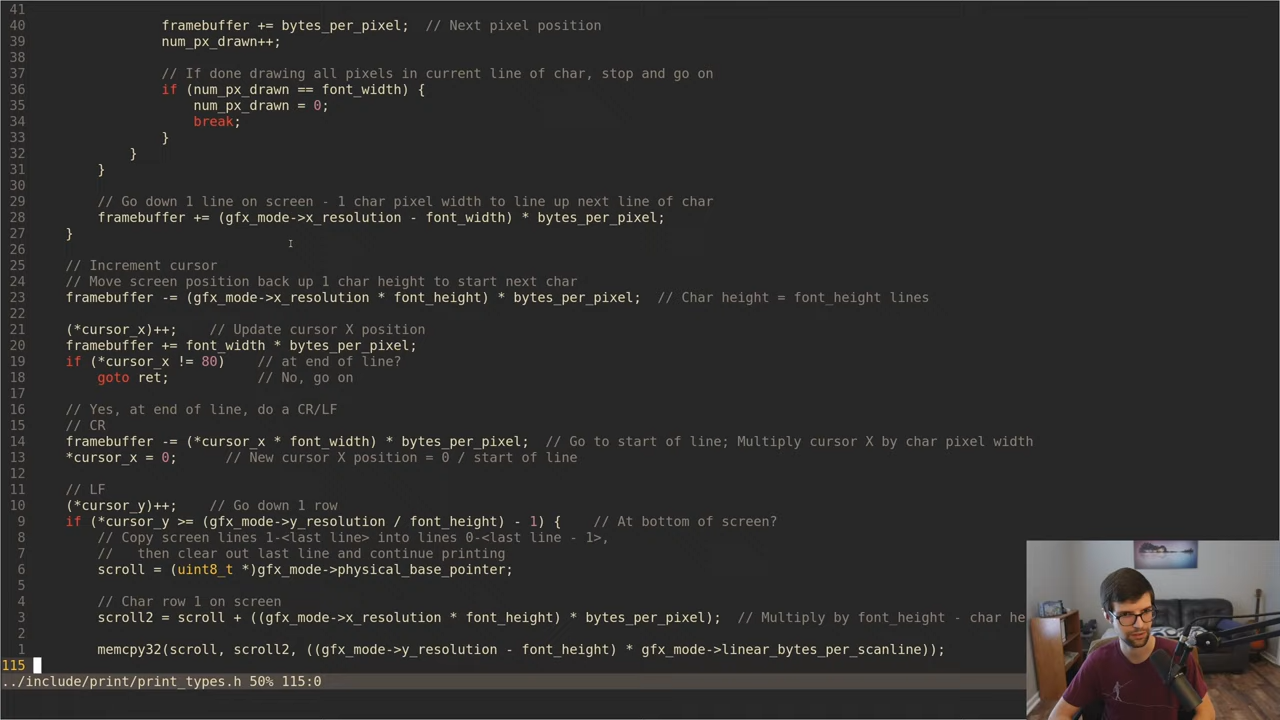 41
40 framebuffer += bytes_per_pixel; // Next pixel position
39 num_px_drawn++;
38
37 // If done drawing all pixels in current line of char, stop and go on
36 if (num_px_drawn == font_width) {
35 num_px_drawn = 0;
34 break;
33 }
32 }
31 }
30
29 // Go down 1 line on screen - 1 char pixel width to line up next line of char
28 framebuffer += (gfx_mode->x_resolution - font_width) * bytes_per_pixel;
27 }
26
25 // Increment cursor
24 // Move screen position back up 1 char height to start next char
23 framebuffer -= (gfx_mode->x_resolution * font_height) * bytes_per_pixel; // Char height = font_height lines
22
21 (*cursor_x)++; // Update cursor X position
20 framebuffer += font_width * bytes_per_pixel;
19 if (*cursor_x != 80) // at end of line?
18 goto ret; // No, go on
17
16 // Yes, at end of line, do a CR/LF
15 // CR
14 framebuffer -= (*cursor_x * font_width) * bytes_per_pixel; // Go to start of line; Multiply cursor X by char pixel width
13 *cursor_x = 0; // New cursor X position = 0 / start of line
12
11 // LF
10 (*cursor_y)++; // Go down 1 row
9 if (*cursor_y >= (gfx_mode->y_resolution / font_height) - 1) { // At bottom of screen?
8 // Copy screen lines 1-<last line> into lines 0-<last line - 1>,
7 // then clear out last line and continue printing
6 scroll = (uint8_t *)gfx_mode->physical_base_pointer;
5
4 // Char row 1 on screen
3 scroll2 = scroll + ((gfx_mode->x_resolution * font_height) * bytes_per_pixel); // Multiply by font_height - char he
2
1 memcpy32(scroll, scroll2, ((gfx_mode->y_resolution - font_height) * gfx_mode->linear_bytes_per_scanline));
115
../include/print/print_types.h 50% 115:0